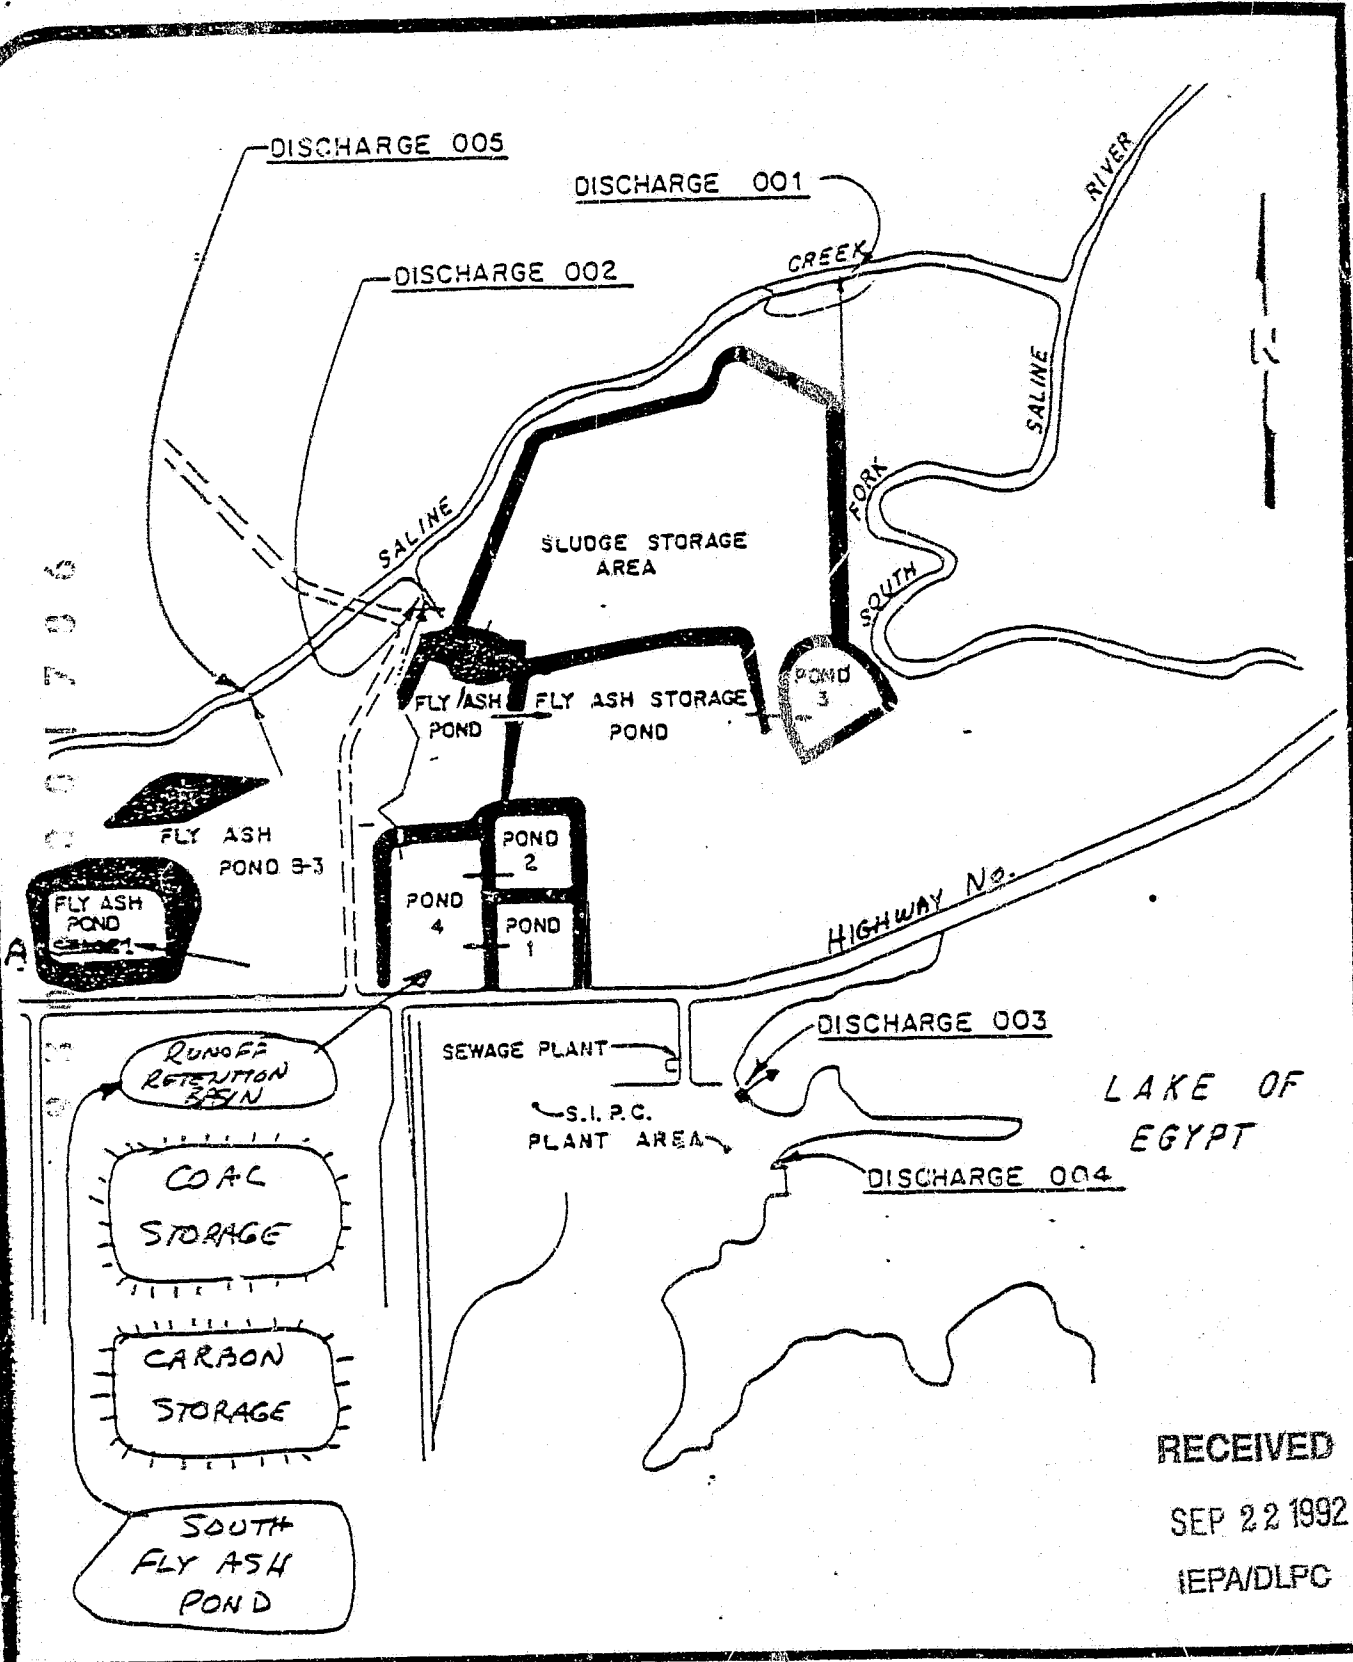 DISCHARGE 005
DISCHARGE 001
DISCHARGE 002
CREEK
RIVER
SALINE
SALINE
FORK
SOUTH
SLUDGE STORAGE
AREA
FLY ASH
POND
FLY ASH STORAGE
POND
POND
3
FLY ASH
POND B-3
FLY ASH
POND
A
POND
4
POND
2
POND
1
HIGHWAY No.
RUNOFF
RETENTION
BASIN
SEWAGE PLANT
S.I.P.C.
PLANT AREA
DISCHARGE 003
DISCHARGE 004
LAKE OF
EGYPT
COAL
STORAGE
CARBON
STORAGE
SOUTH
FLY ASH
POND
RECEIVED
SEP 22 1992
IEPA/DLPC